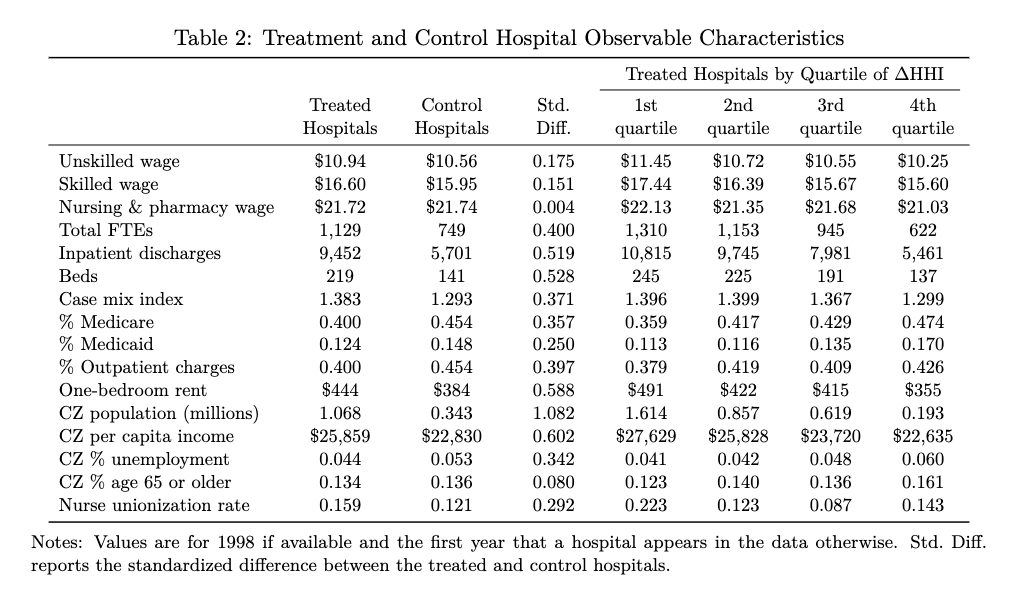 Table 2: Treatment and Control Hospital Observable Characteristics
Treated Hospitals by Quartile of ΔHHI
Treated Control Std. 1st 2nd 3rd 4th
Hospitals Hospitals Diff. quartile quartile quartile quartile
Unskilled wage $10.94 $10.56 0.175 $11.45 $10.72 $10.55 $10.25
Skilled wage $16.60 $15.95 0.151 $17.44 $16.39 $15.67 $15.60
Nursing & pharmacy wage $21.72 $21.74 0.004 $22.13 $21.35 $21.68 $21.03
Total FTEs 1,129 749 0.400 1,310 1,153 945 622
Inpatient discharges 9,452 5,701 0.519 10,815 9,745 7,981 5,461
Beds 219 141 0.528 245 225 191 137
Case mix index 1.383 1.293 0.371 1.396 1.399 1.367 1.299
% Medicare 0.400 0.454 0.357 0.359 0.417 0.429 0.474
% Medicaid 0.124 0.148 0.250 0.113 0.116 0.135 0.170
% Outpatient charges 0.400 0.454 0.397 0.379 0.419 0.409 0.426
One-bedroom rent $444 $384 0.588 $491 $422 $415 $355
CZ population (millions) 1.068 0.343 1.082 1.614 0.857 0.619 0.193
CZ per capita income $25,859 $22,830 0.602 $27,629 $25,828 $23,720 $22,635
CZ % unemployment 0.044 0.053 0.342 0.041 0.042 0.048 0.060
CZ % age 65 or older 0.134 0.136 0.080 0.123 0.140 0.136 0.161
Nurse unionization rate 0.159 0.121 0.292 0.223 0.123 0.087 0.143
Notes: Values are for 1998 if available and the first year that a hospital appears in the data otherwise. Std. Diff.
reports the standardized difference between the treated and control hospitals.